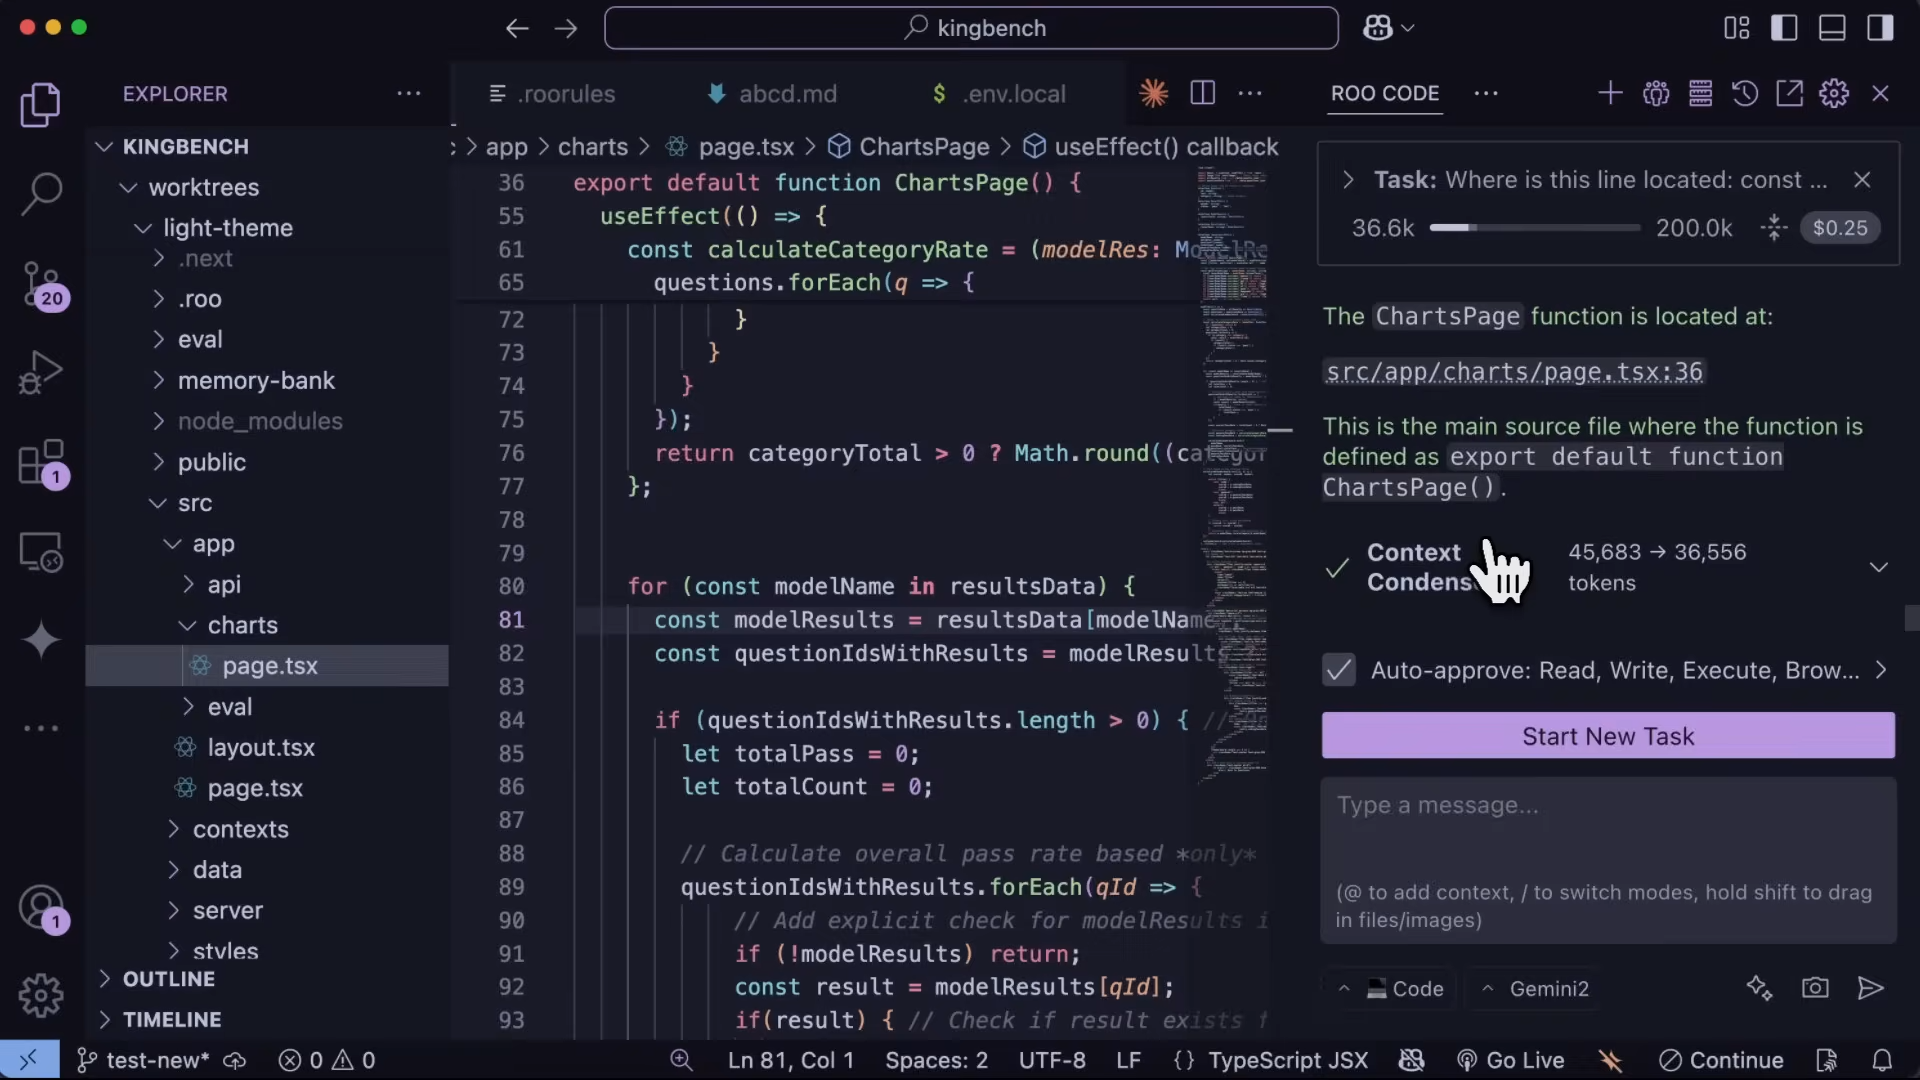 kingbench
EXPLORER
KINGBENCH
worktrees
light-theme
.next
.roo
eval
memory-bank
node_modules
public
src
app
api
charts
page.tsx
eval
layout.tsx
page.tsx
contexts
data
server
styles
OUTLINE
TIMELINE
20
1
1
.roorules
abcd.md
$ .env.local
app > charts > page.tsx > ChartsPage > useEffect() callback
36 export default function ChartsPage() {
55 useEffect(() => {
61 const calculateCategoryRate = (modelRes:
65 questions.forEach(q => {
72 }
73 }
74 }
75 });
76 return categoryTotal > 0 ? Math.round((
77 };
78
79
80 for (const modelName in resultsData) {
81 const modelResults = resultsData[modelName
82 const questionIdsWithResults = modelResults
83
84 if (questionIdsWithResults.length > 0) { //
85 let totalPass = 0;
86 let totalCount = 0;
87
88 // Calculate overall pass rate based *only*
89 questionIdsWithResults.forEach(qId => {
90 // Add explicit check for modelResults i
91 if (!modelResults) return;
92 const result = modelResults[qId];
93 if(result) { // Check if result exists f
ROO CODE
Task: Where is this line located: const ...
36.6k 200.0k $0.25
The ChartsPage function is located at:
src/app/charts/page.tsx:36
This is the main source file where the function is
defined as export default function
ChartsPage().
Context
Condens
45,683 → 36,556
tokens
Auto-approve: Read, Write, Execute, Brow...
Start New Task
Type a message...
(@ to add context, / to switch modes, hold shift to drag
in files/images)
Code Gemini2
test-new* 0 0 Ln 81, Col 1 Spaces: 2 UTF-8 LF {} TypeScript JSX Go Live Continue